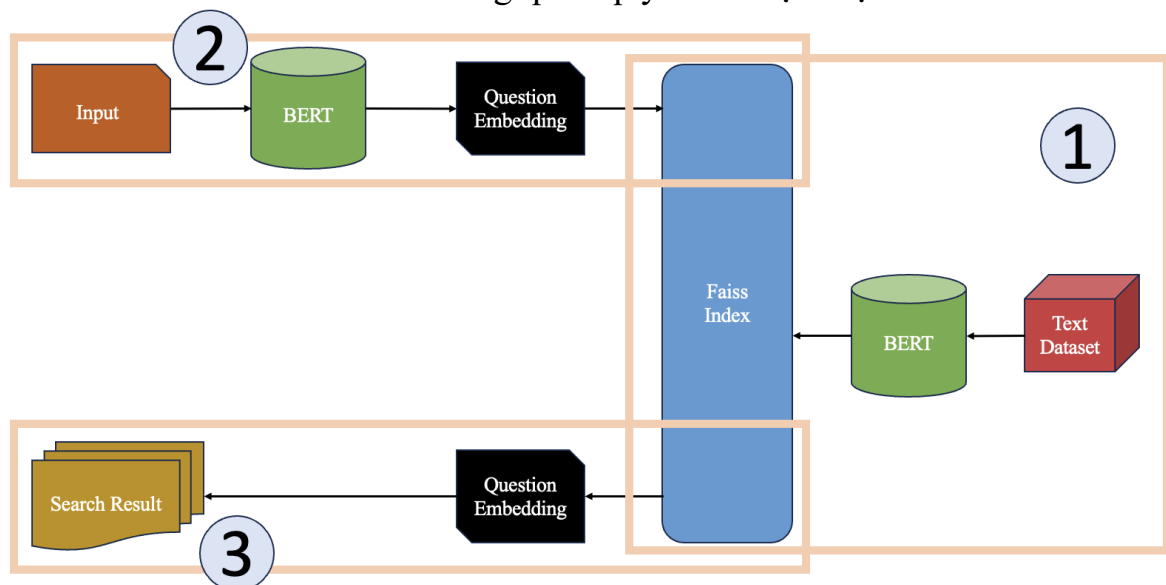 2
1
Input
BERT
Question
Embedding
Faiss
Index
BERT
Text
Dataset
Search Result
Question
Embedding
3